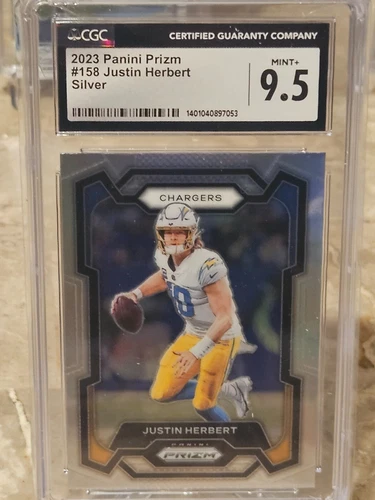 CGC
CERTIFIED GUARANTY COMPANY
2023 Panini Prizm
#158 Justin Herbert
Silver
MINT+
9.5
1401040897053
CHARGERS
10
JUSTIN HERBERT
PANINI
PRIZM